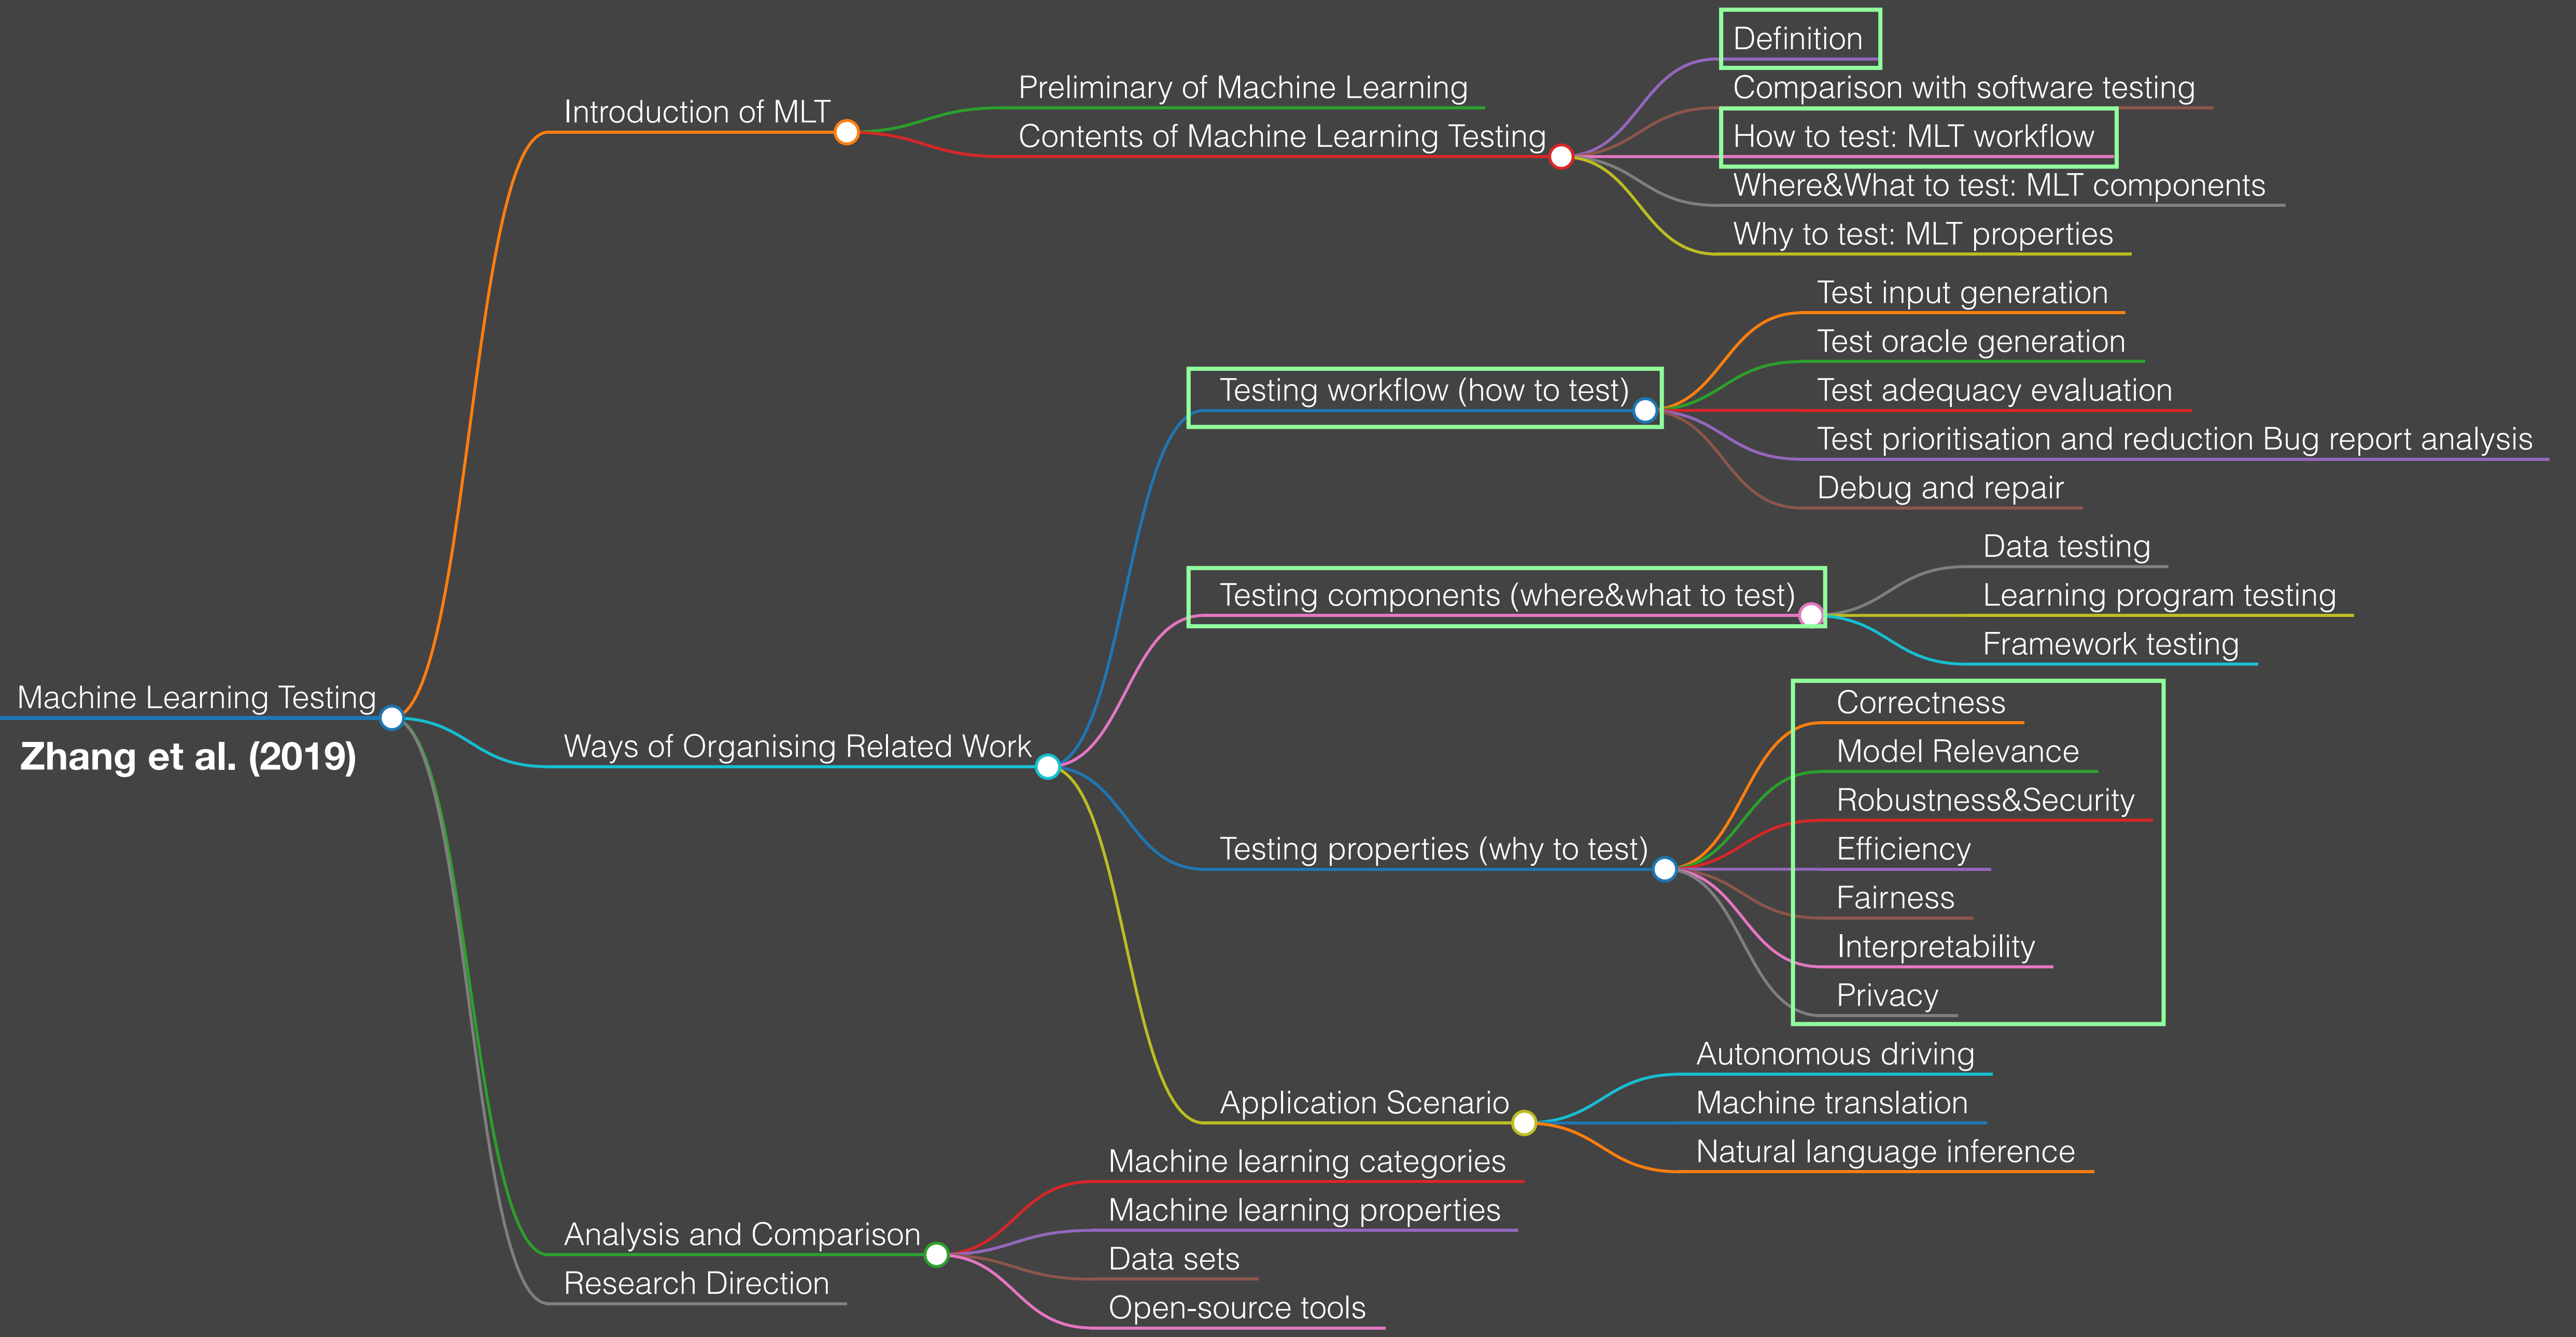 Machine Learning Testing
Zhang et al. (2019)
Introduction of MLT
Preliminary of Machine Learning
Contents of Machine Learning Testing
Definition
Comparison with software testing
How to test: MLT workflow
Where&What to test: MLT components
Why to test: MLT properties
Ways of Organising Related Work
Testing workflow (how to test)
Test input generation
Test oracle generation
Test adequacy evaluation
Test prioritisation and reduction Bug report analysis
Debug and repair
Testing components (where&what to test)
Data testing
Learning program testing
Framework testing
Testing properties (why to test)
Correctness
Model Relevance
Robustness&Security
Efficiency
Fairness
Interpretability
Privacy
Application Scenario
Autonomous driving
Machine translation
Natural language inference
Analysis and Comparison
Machine learning categories
Machine learning properties
Data sets
Open-source tools
Research Direction